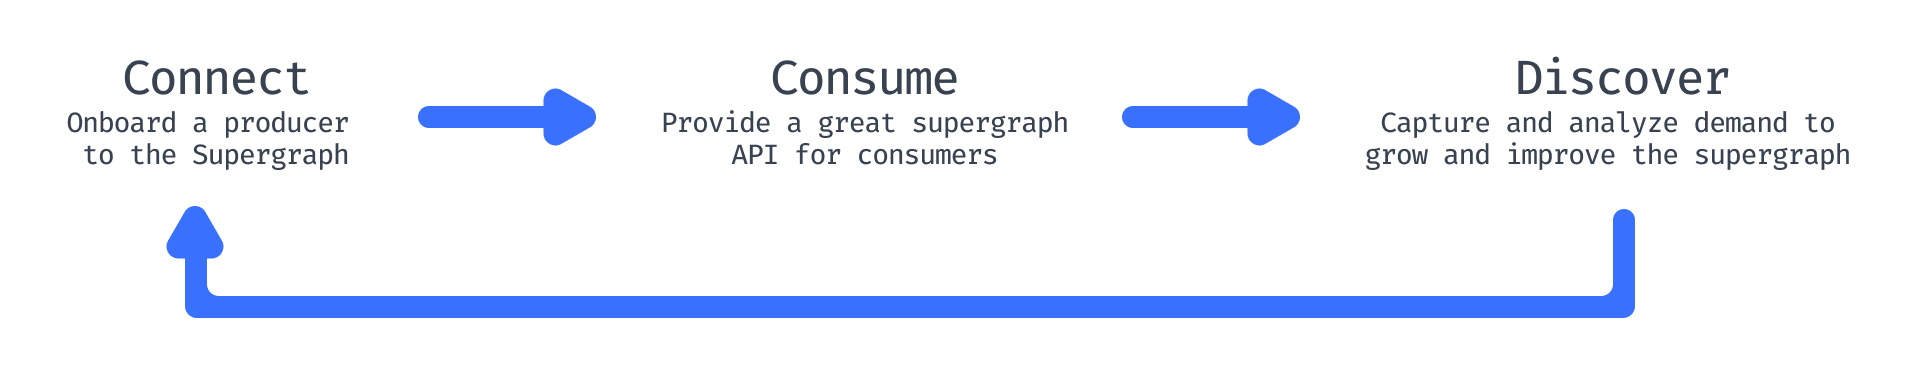 Connect
Onboard a producer
to the Supergraph
Consume
Provide a great supergraph
API for consumers
Discover
Capture and analyze demand to
grow and improve the supergraph